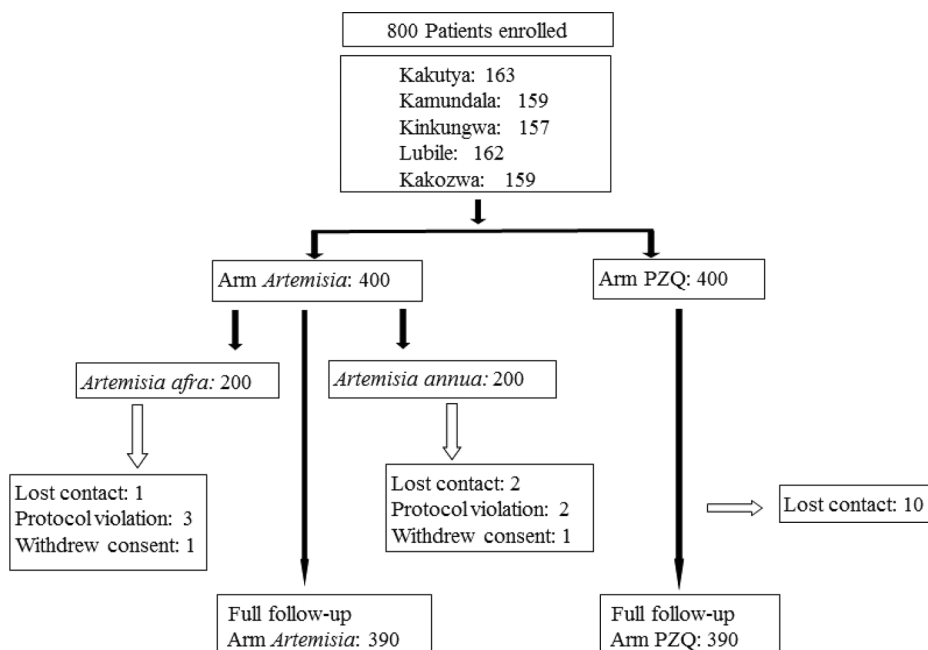 800 Patients enrolled
Kakutya: 163
Kamundala: 159
Kinkungwa: 157
Lubile: 162
Kakozwa: 159
Arm Artemisia: 400
Arm PZQ: 400
Artemisia afra: 200
Artemisia annua: 200
Lost contact: 1
Protocol violation: 3
Withdrew consent: 1
Lost contact: 2
Protocol violation: 2
Withdrew consent: 1
Lost contact: 10
Full follow-up
Arm Artemisia: 390
Full follow-up
Arm PZQ: 390